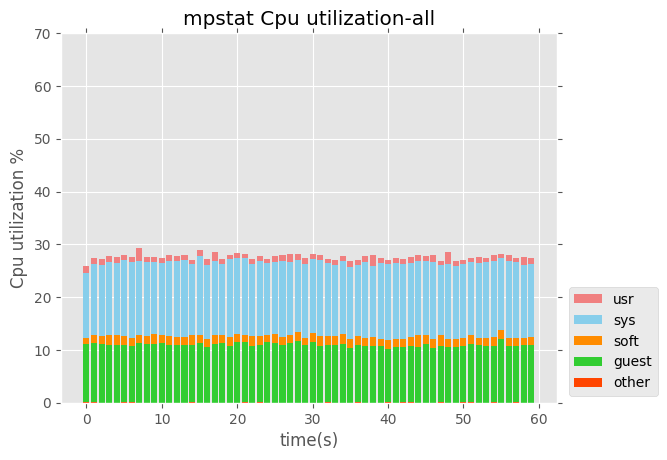 mpstat Cpu utilization-all
Cpu utilization %
70
60
50
40
30
20
10
0
0 10 20 30 40 50 60
time(s)
usr
sys
soft
guest
other